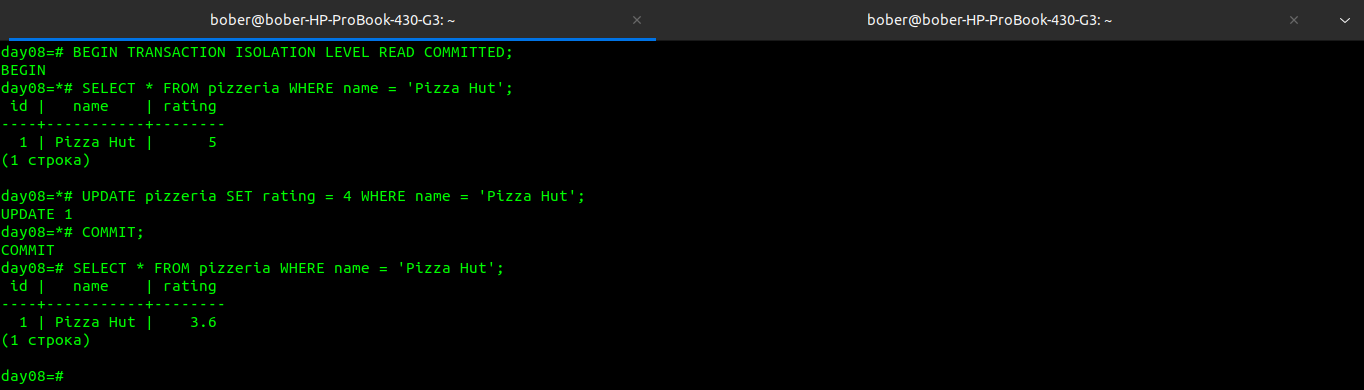 bober@bober-HP-ProBook-430-G3: ~
bober@bober-HP-ProBook-430-G3: ~
day08=# BEGIN TRANSACTION ISOLATION LEVEL READ COMMITTED;
BEGIN
day08=*# SELECT * FROM pizzeria WHERE name = 'Pizza Hut';
 id |   name    | rating
----+-----------+--------
  1 | Pizza Hut |      5
(1 строка)

day08=*# UPDATE pizzeria SET rating = 4 WHERE name = 'Pizza Hut';
UPDATE 1
day08=*# COMMIT;
COMMIT
day08=# SELECT * FROM pizzeria WHERE name = 'Pizza Hut';
 id |   name    | rating
----+-----------+--------
  1 | Pizza Hut |    3.6
(1 строка)

day08=#